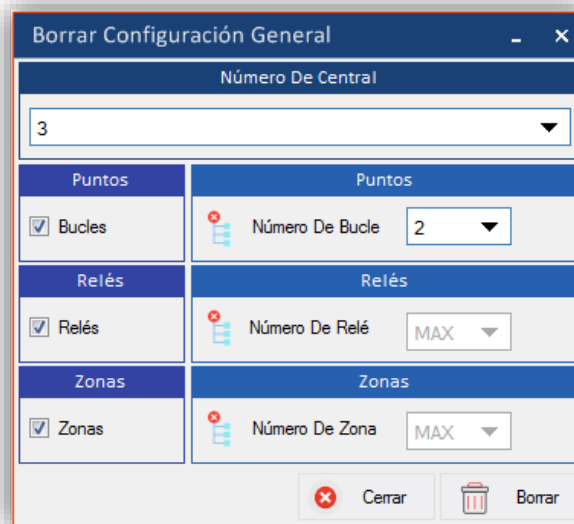 Borrar Configuración General
Número De Central
3
Puntos
Puntos
Bucles
Número De Bucle
2
Relés
Relés
Relés
Número De Relé
MAX
Zonas
Zonas
Zonas
Número De Zona
MAX
Cerrar
Borrar